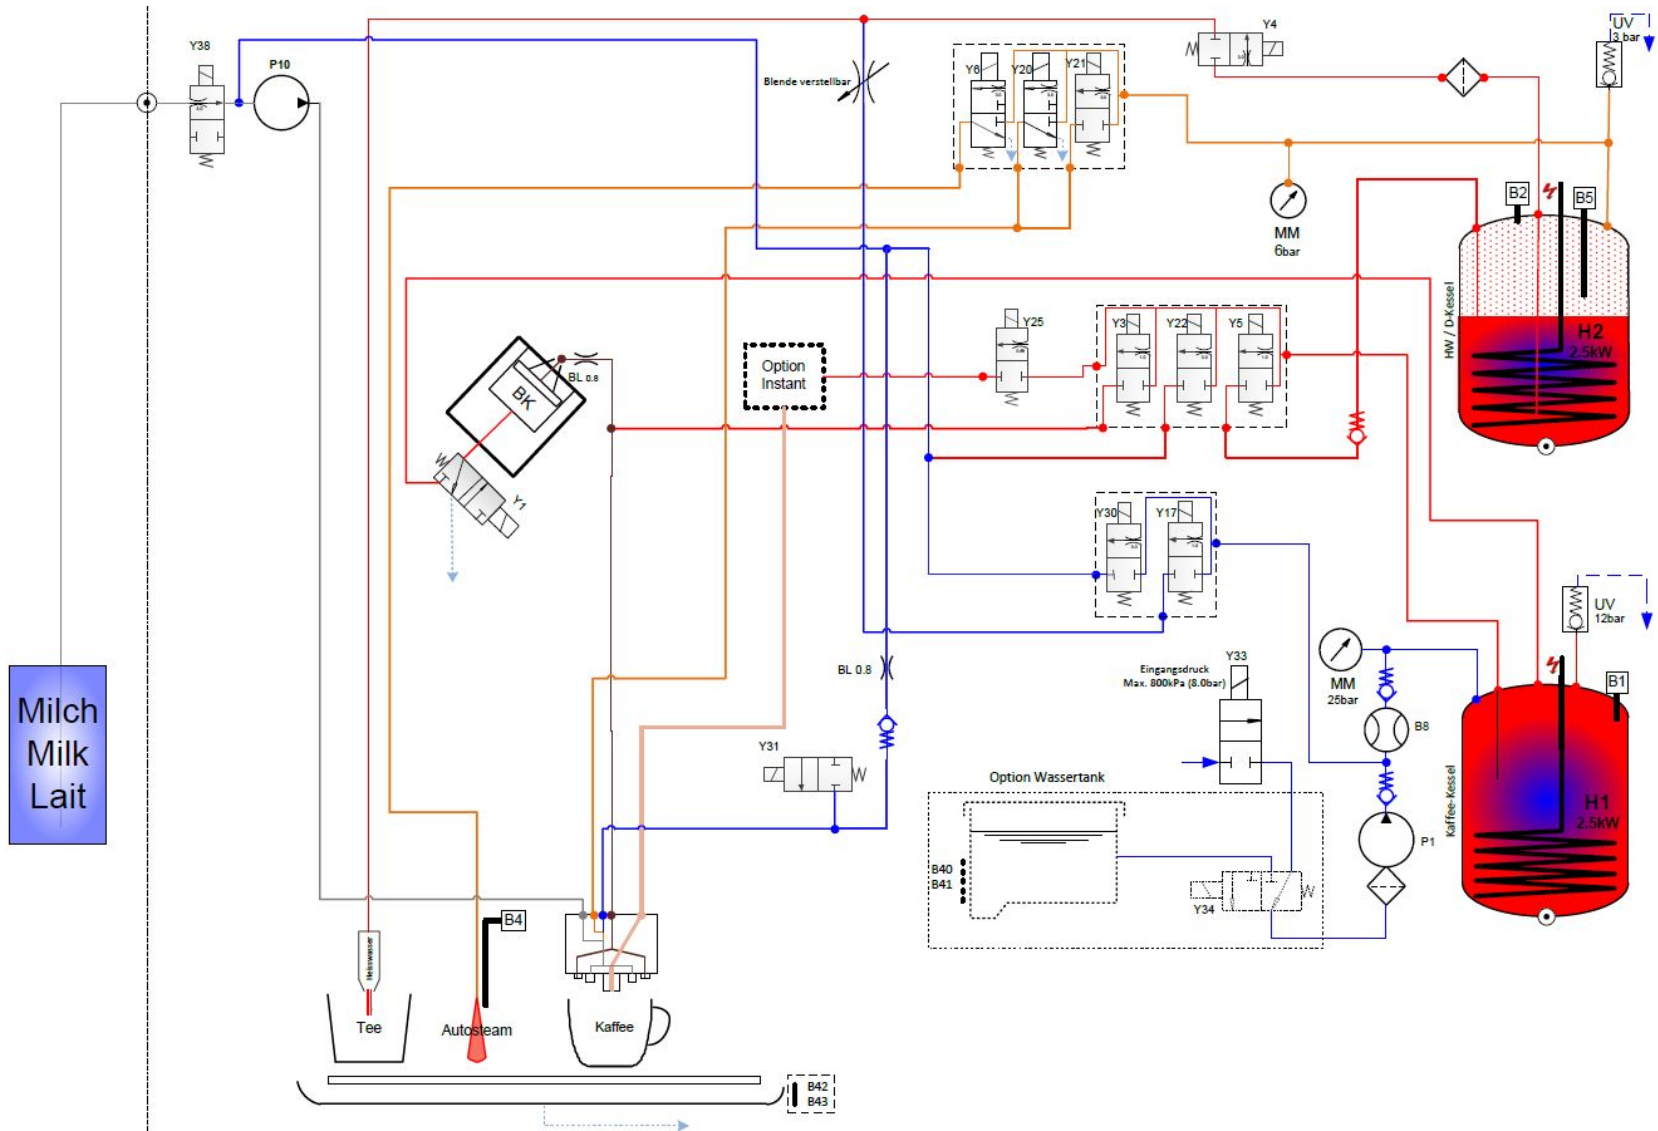 Y38
P10
Blende verstellbar
Y6
Y20
Y21
Y4
UV
3 bar
MM
6bar
B2
B5
HW / D-Kessel
H2
2.5kW
Y25
Y3
Y22
Y5
Option
Instant
BL 0.8
BK
Y1
Y30
Y17
UV
12bar
Milch
Milk
Lait
BL 0.8
Y31
Eingangsdruck
Max. 800kPa (8.0bar)
Y33
MM
25bar
B8
B1
Kaffee-Kessel
H1
2.5kW
P1
Option Wassertank
B40
B41
Y34
B4
Heisswasser
Tee
Autosteam
Kaffee
B42
B43